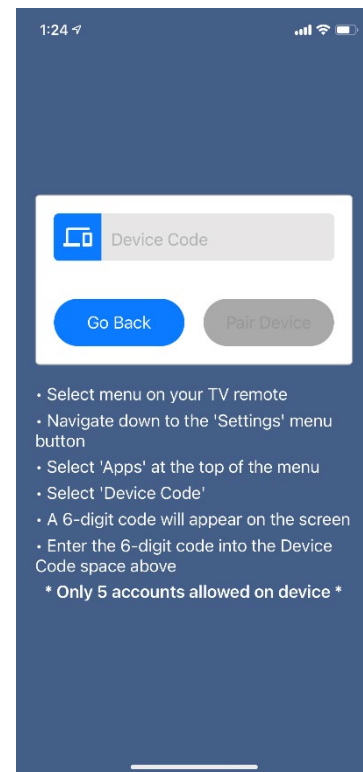 1:24
Device Code
Go Back
Pair Device
• Select menu on your TV remote
• Navigate down to the 'Settings' menu
button
• Select 'Apps' at the top of the menu
• Select 'Device Code'
• A 6-digit code will appear on the screen
• Enter the 6-digit code into the Device
Code space above
* Only 5 accounts allowed on device *